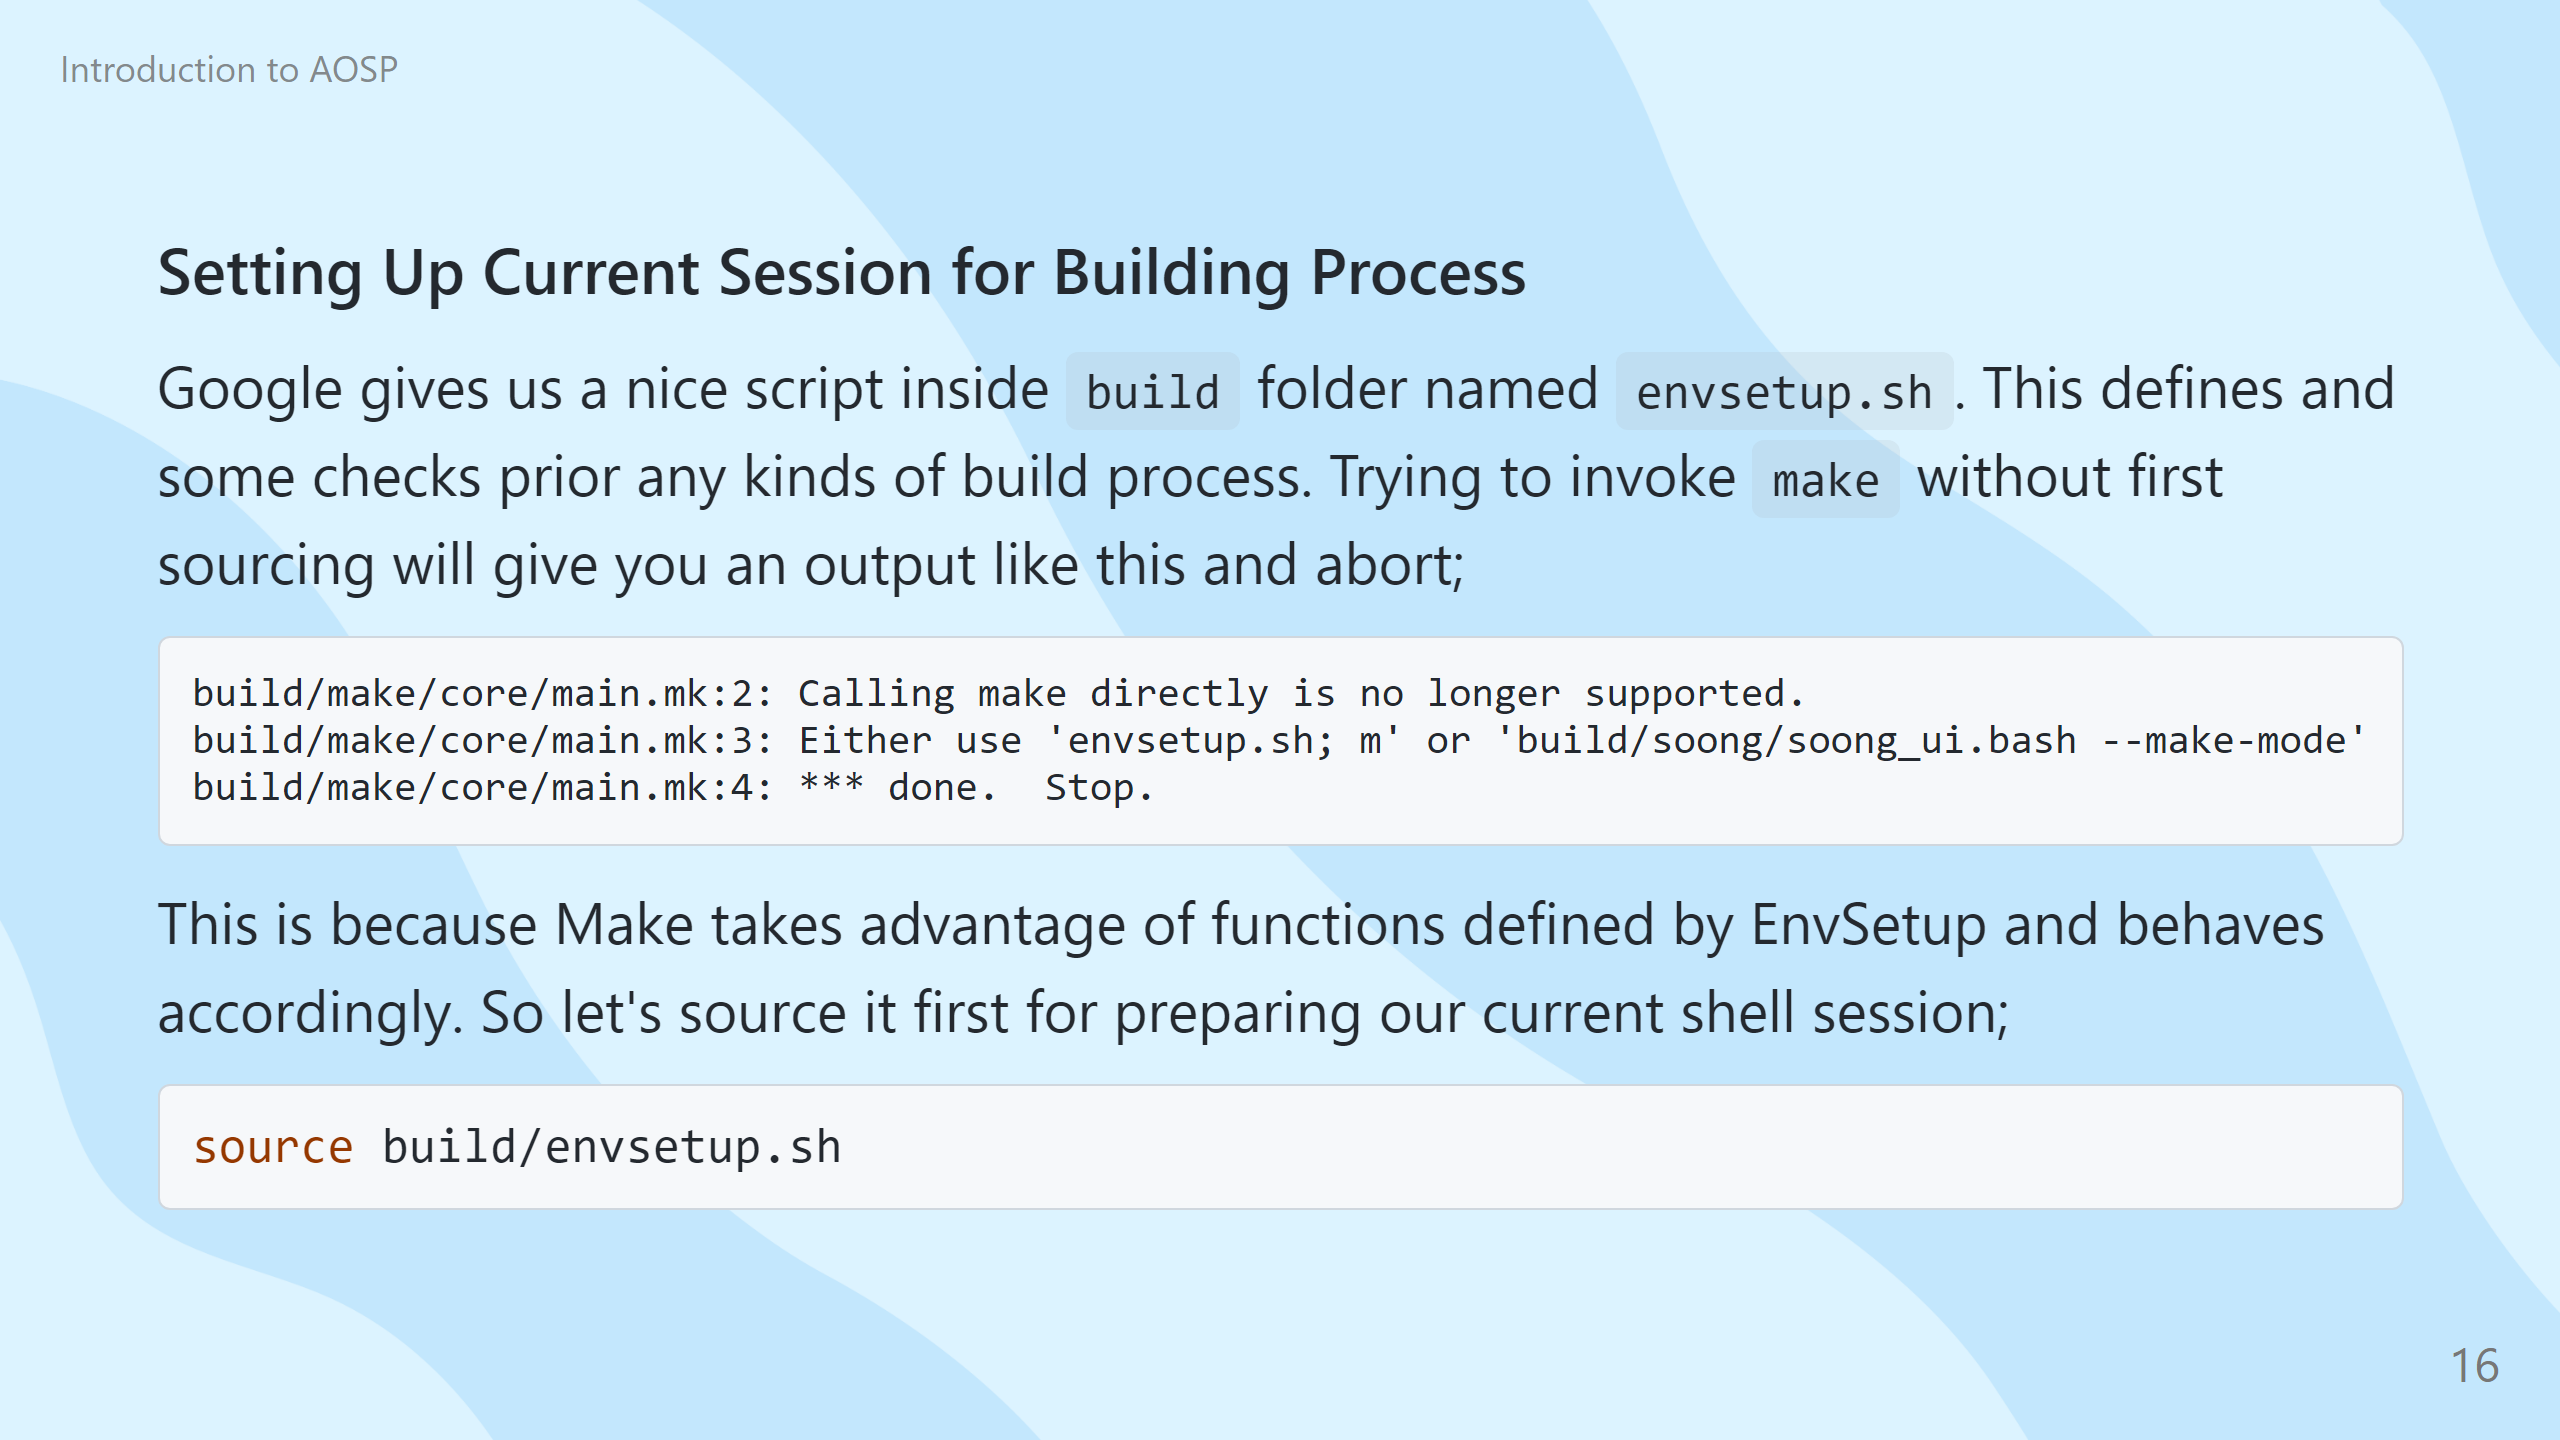 Introduction to AOSP
Setting Up Current Session for Building Process
Google gives us a nice script inside build folder named envsetup.sh. This defines and
some checks prior any kinds of build process. Trying to invoke make without first
sourcing will give you an output like this and abort;
build/make/core/main.mk:2: Calling make directly is no longer supported.
build/make/core/main.mk:3: Either use 'envsetup.sh; m' or 'build/soong/soong_ui.bash --make-mode'
build/make/core/main.mk:4: *** done.  Stop.
This is because Make takes advantage of functions defined by EnvSetup and behaves
accordingly. So let's source it first for preparing our current shell session;
source build/envsetup.sh
16